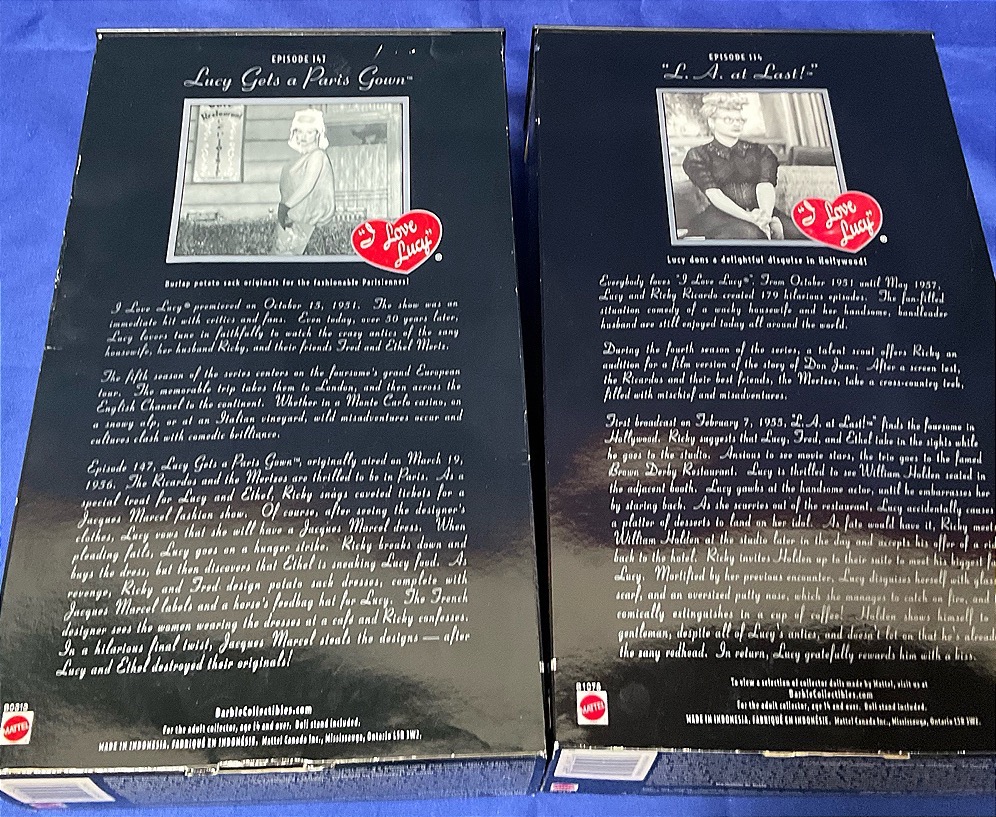 EPISODE 147
Lucy Gets a Paris Gown™
Restaurant
"I Love
Lucy"®
Burlap potato sack originals for the fashionable Parisiennes!
I Love Lucy® premiered on October 15, 1951. The show was an
immediate hit with critics and fans. Even today, over 50 years later,
Lucy lovers tune in faithfully to watch the crazy antics of the zany
housewife, her husband Ricky, and their friends Fred and Ethel Mertz.
The fifth season of the series centers on the foursome's grand European
tour. The memorable trip takes them to London, and then across the
English Channel to the continent. Whether in a Monte Carlo casino, on
a snowy alp, or at an Italian vineyard, wild misadventures occur and
cultures clash with comedic brilliance.
Episode 147, Lucy Gets a Paris Gown™, originally aired on March 19,
1956. The Ricardos and the Mertzes are thrilled to be in Paris. As a
special treat for Lucy and Ethel, Ricky snags coveted tickets for a
Jacques Marcel fashion show. Of course, after seeing the designer's
clothes, Lucy vows that she will have a Jacques Marcel dress. When
pleading fails, Lucy goes on a hunger strike. Ricky breaks down and
buys the dress, but then discovers that Ethel is sneaking Lucy food. As
revenge, Ricky and Fred design potato sack dresses, complete with
Jacques Marcel labels and a horse's feedbag hat for Lucy. The French
designer sees the women wearing the dresses at a cafe and Ricky confesses.
In a hilarious final twist, Jacques Marcel steals the designs — after
Lucy and Ethel destroyed their originals!
BarbieCollectibles.com
For the adult collector, age 14 and over. Doll stand included.
MADE IN INDONESIA. FABRIQUÉ EN INDONÉSIE. Mattel Canada Inc., Mississauga, Ontario L5R 3W2.
MATTEL
EPISODE 114
"L. A. at Last!™"
"I Love
Lucy"®
Lucy dons a delightful disguise in Hollywood!
Everybody loves "I Love Lucy®." From October 1951 until May 1957,
Lucy and Ricky Ricardo created 179 hilarious episodes. The fun-filled
situation comedy of a wacky housewife and her handsome, bandleader
husband are still enjoyed today all around the world.
During the fourth season of the series, a talent scout offers Ricky an
audition for a film version of the story of Don Juan. After a screen test,
the Ricardos and their best friends, the Mertzes, take a cross-country trek,
filled with mischief and misadventures.
First broadcast on February 7, 1955, "L.A. at Last!™" finds the foursome in
Hollywood. Ricky suggests that Lucy, Fred, and Ethel take in the sights while
he goes to the studio. Anxious to see movie stars, the trio goes to the famed
Brown Derby Restaurant. Lucy is thrilled to see William Holden seated in
the adjacent booth. Lucy gawks at the handsome actor, until he embarrasses her
by staring back. As she scurries out of the restaurant, Lucy accidentally causes
a platter of desserts to land on her idol. As fate would have it, Ricky meets
William Holden at the studio later in the day and accepts his offer of a
back to the hotel. Ricky invites Holden up to their suite to meet his biggest
Lucy. Mortified by her previous encounter, Lucy disguises herself with
scarf, and an oversized putty nose, which she manages to catch on fire, and
comically extinguishes in a cup of coffee. Holden shows himself to
gentleman, despite all of Lucy's antics, and doesn't let on that he's already
the zany redhead. In return, Lucy gratefully rewards him with a kiss.
To view a selection of collector dolls made by Mattel, visit us at
BarbieCollectibles.com
For the adult collector, age 14 and over. Doll stand included.
MADE IN INDONESIA. FABRIQUÉ EN INDONÉSIE. Mattel Canada Inc., Mississauga, Ontario L5R 3W2.
MATTEL